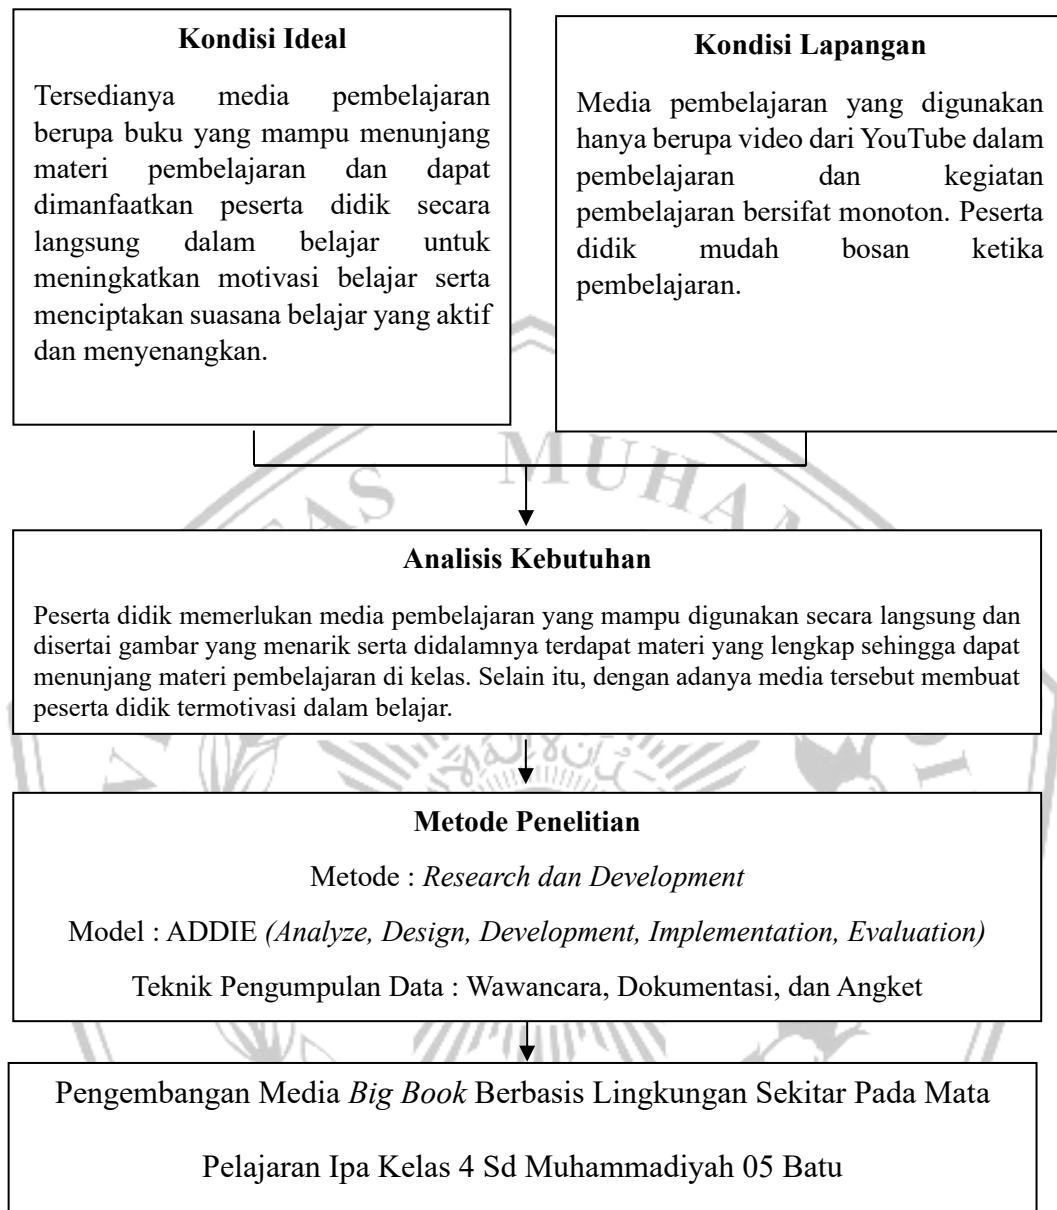 Kondisi Ideal
Tersedianya media pembelajaran
berupa buku yang mampu menunjang
materi pembelajaran dan dapat
dimanfaatkan peserta didik secara
langsung dalam belajar untuk
meningkatkan motivasi belajar serta
menciptakan suasana belajar yang aktif
dan menyenangkan.
Kondisi Lapangan
Media pembelajaran yang digunakan
hanya berupa video dari YouTube dalam
pembelajaran dan kegiatan
pembelajaran bersifat monoton. Peserta
didik mudah bosan ketika
pembelajaran.
TAS MUHAM
Analisis Kebutuhan
Peserta didik memerlukan media pembelajaran yang mampu digunakan secara langsung dan
disertai gambar yang menarik serta didalamnya terdapat materi yang lengkap sehingga dapat
menunjang materi pembelajaran di kelas. Selain itu, dengan adanya media tersebut membuat
peserta didik termotivasi dalam belajar.
Metode Penelitian
Metode : Research dan Development
Model : ADDIE (Analyze, Design, Development, Implementation, Evaluation)
Teknik Pengumpulan Data : Wawancara, Dokumentasi, dan Angket
Pengembangan Media Big Book Berbasis Lingkungan Sekitar Pada Mata
Pelajaran Ipa Kelas 4 Sd Muhammadiyah 05 Batu